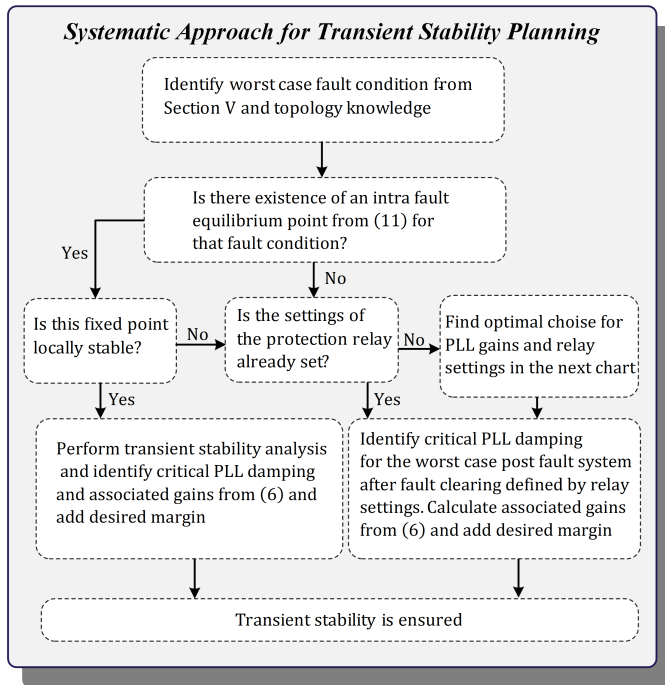 Systematic Approach for Transient Stability Planning
Identify worst case fault condition from
Section V and topology knowledge
Is there existence of an intra fault
equilibrium point from (11) for
that fault condition?
Yes
No
Is this fixed point
locally stable?
No
Is the settings of
the protection relay
already set?
No
Find optimal choise for
PLL gains and relay
settings in the next chart
Yes
Yes
Perform transient stability analysis
and identify critical PLL damping
and associated gains from (6) and
add desired margin
Identify critical PLL damping
for the worst case post fault system
after fault clearing defined by relay
settings. Calculate associated gains
from (6) and add desired margin
Transient stability is ensured